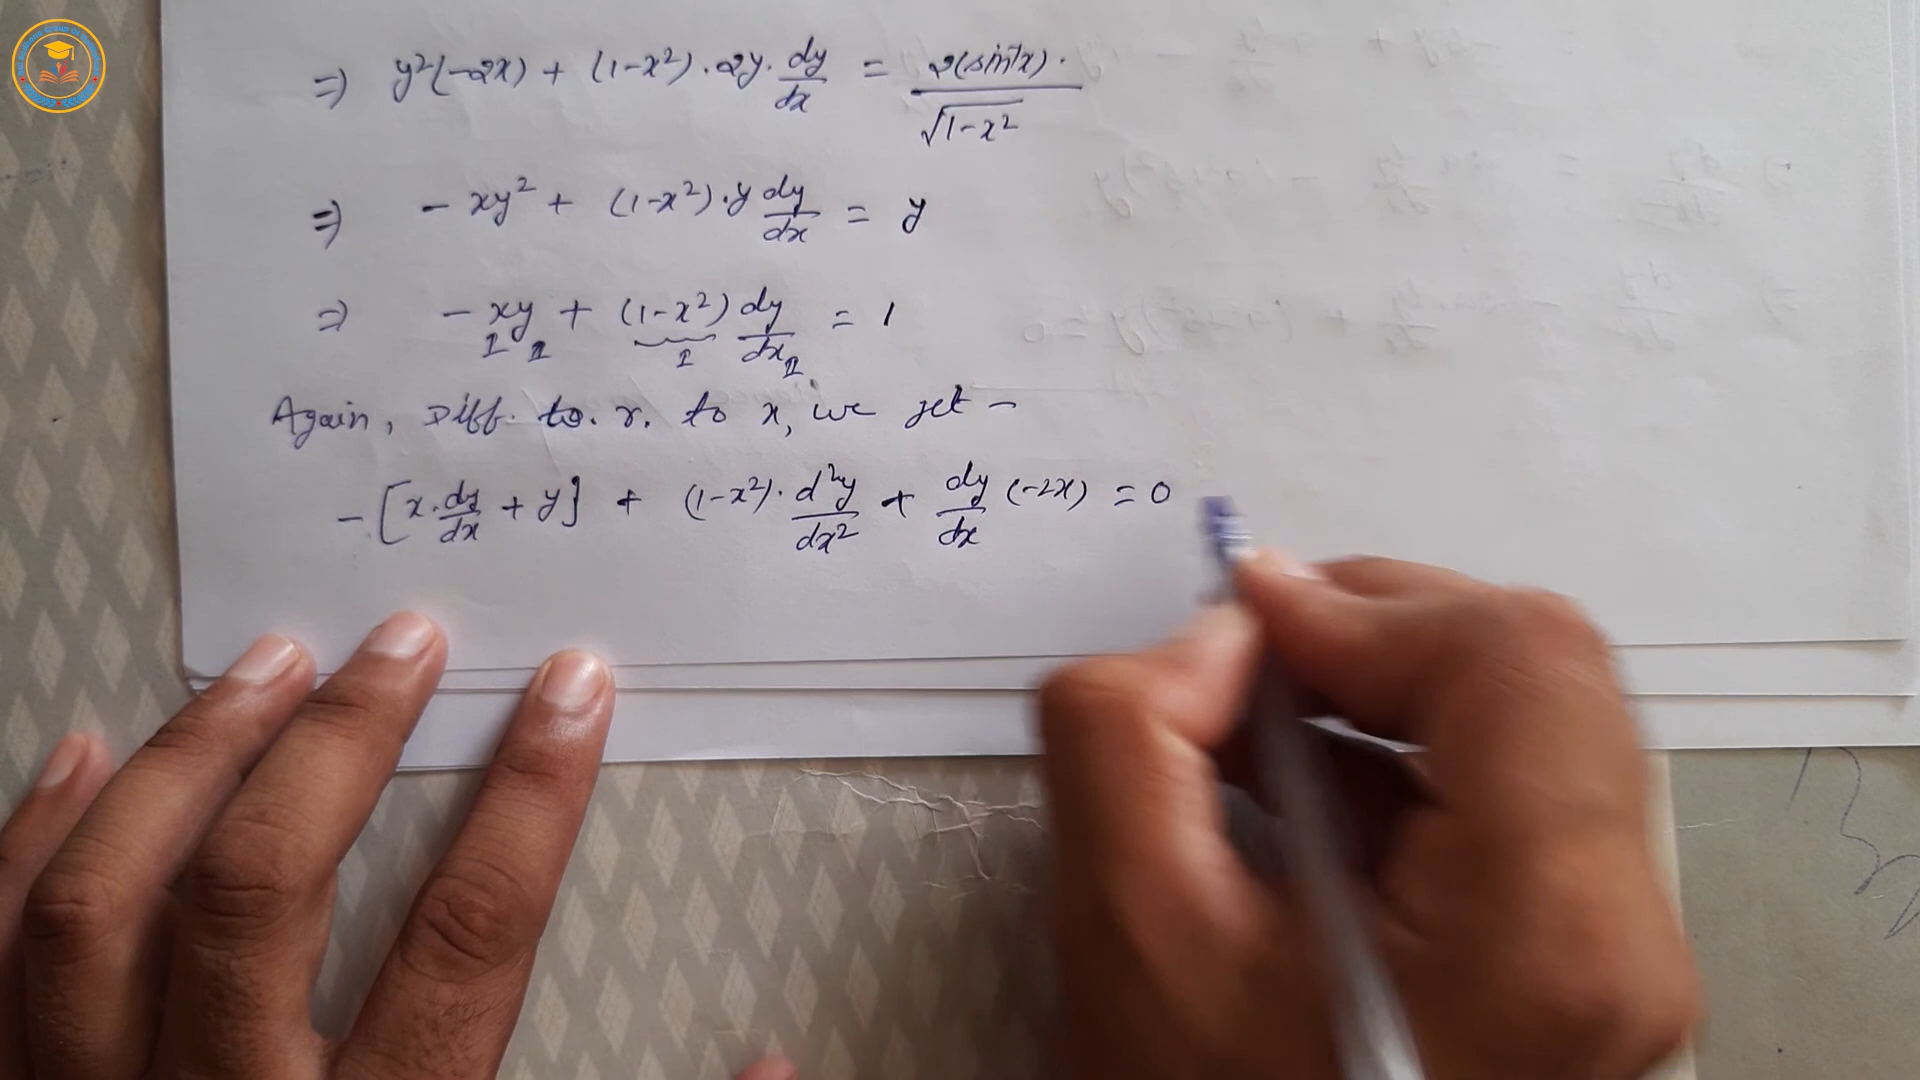 ⇒ y²(-2x) + (1-x²).2y.dy/dx = 2(sin⁻¹x)./√1-x²
⇒ - xy² + (1-x²).y dy/dx = y
⇒ - xy + (1-x²) dy/dx = 1
I II I II
Again, Diff. w. r. to x, we get -
- [x.dy/dx + y] + (1-x²).d²y/dx² + dy/dx (-2x) = 0